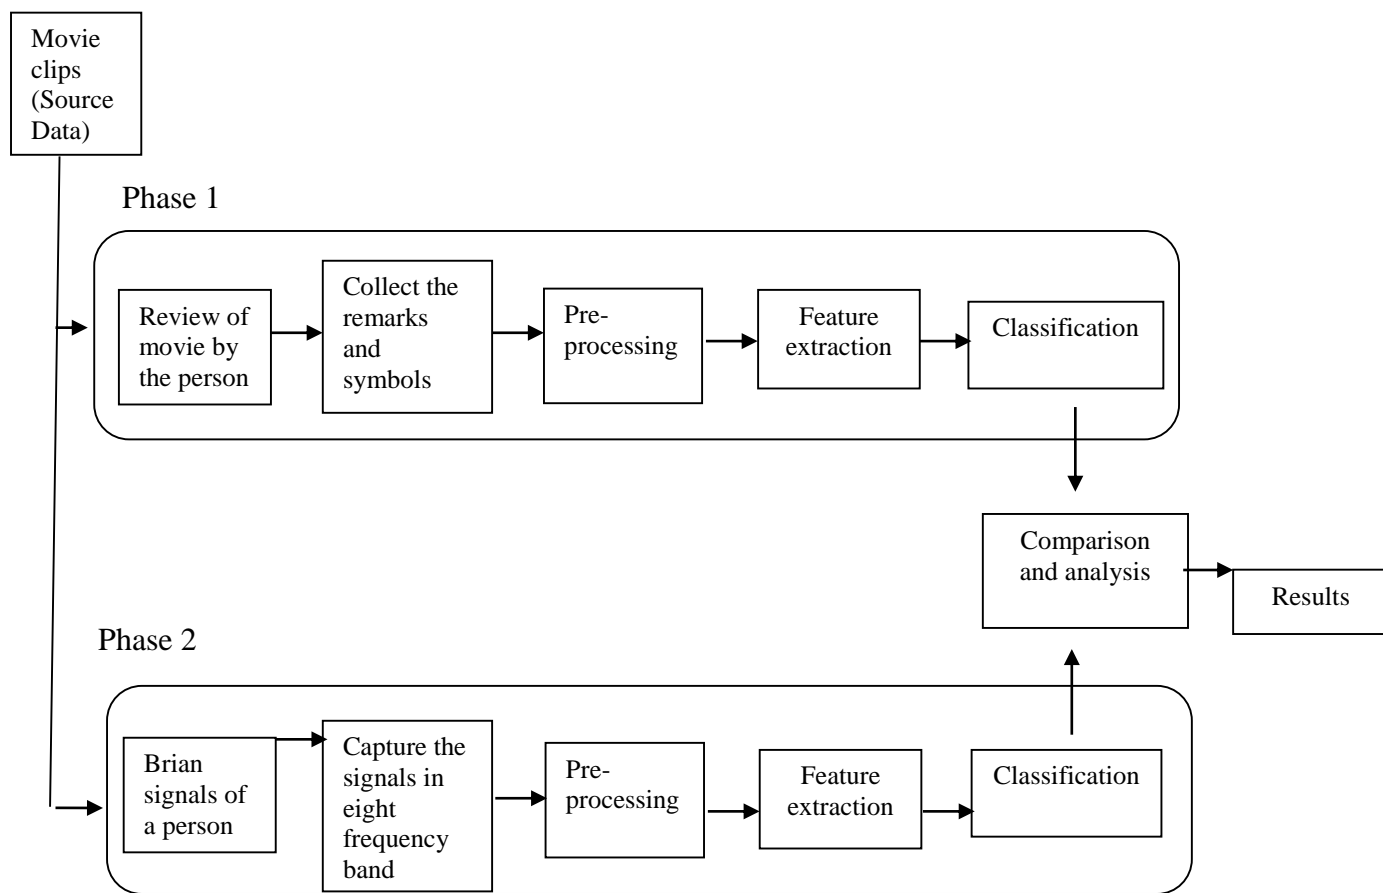 Movie
clips
(Source
Data)
Phase 1
Review of
movie by
the person
Collect the
remarks
and
symbols
Pre-
processing
Feature
extraction
Classification
Comparison
and analysis
Results
Phase 2
Brian
signals of
a person
Capture the
signals in
eight
frequency
band
Pre-
processing
Feature
extraction
Classification